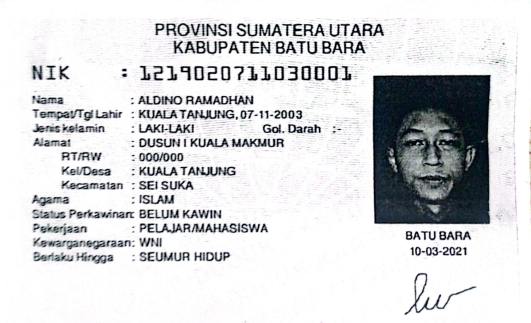 PROVINSI SUMATERA UTARA
KABUPATEN BATU BARA
NIK : 1219020711030001
Nama : ALDINO RAMADHAN
Tempat/Tgl Lahir : KUALA TANJUNG, 07-11-2003
Jenis kelamin : LAKI-LAKI Gol. Darah :-
Alamat : DUSUN I KUALA MAKMUR
RT/RW : 000/000
Kel/Desa : KUALA TANJUNG
Kecamatan : SEI SUKA
Agama : ISLAM
Status Perkawinan: BELUM KAWIN
Pekerjaan : PELAJAR/MAHASISWA
Kewarganegaraan: WNI
Berlaku Hingga : SEUMUR HIDUP
BATU BARA
10-03-2021